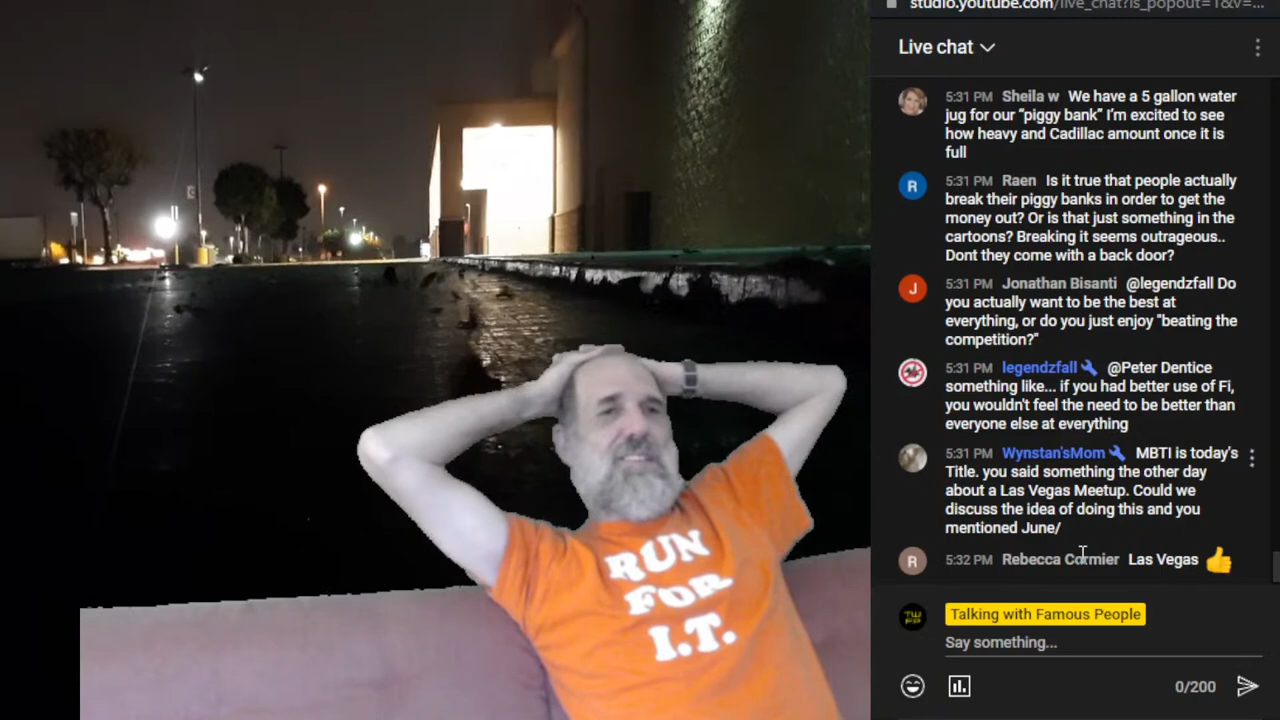 studio.youtube.com/live_chat?is_popout=1&v=...
Live chat
5:31 PM Sheila w We have a 5 gallon water
jug for our “piggy bank” I’m excited to see
how heavy and Cadillac amount once it is
full
R
5:31 PM Raen Is it true that people actually
break their piggy banks in order to get the
money out? Or is that just something in the
cartoons? Breaking it seems outrageous..
Dont they come with a back door?
J
5:31 PM Jonathan Bisanti @legendzfall Do
you actually want to be the best at
everything, or do you just enjoy "beating the
competition?"
5:31 PM legendzfall @Peter Dentice
something like... if you had better use of Fi,
you wouldn't feel the need to be better than
everyone else at everything
5:31 PM Wynstan'sMom MBTI is today's
Title. you said something the other day
about a Las Vegas Meetup. Could we
discuss the idea of doing this and you
mentioned June/
R
5:32 PM Rebecca Cormier Las Vegas 👍
TW
FP
Talking with Famous People
Say something...
0/200
RUN
FOR
I.T.